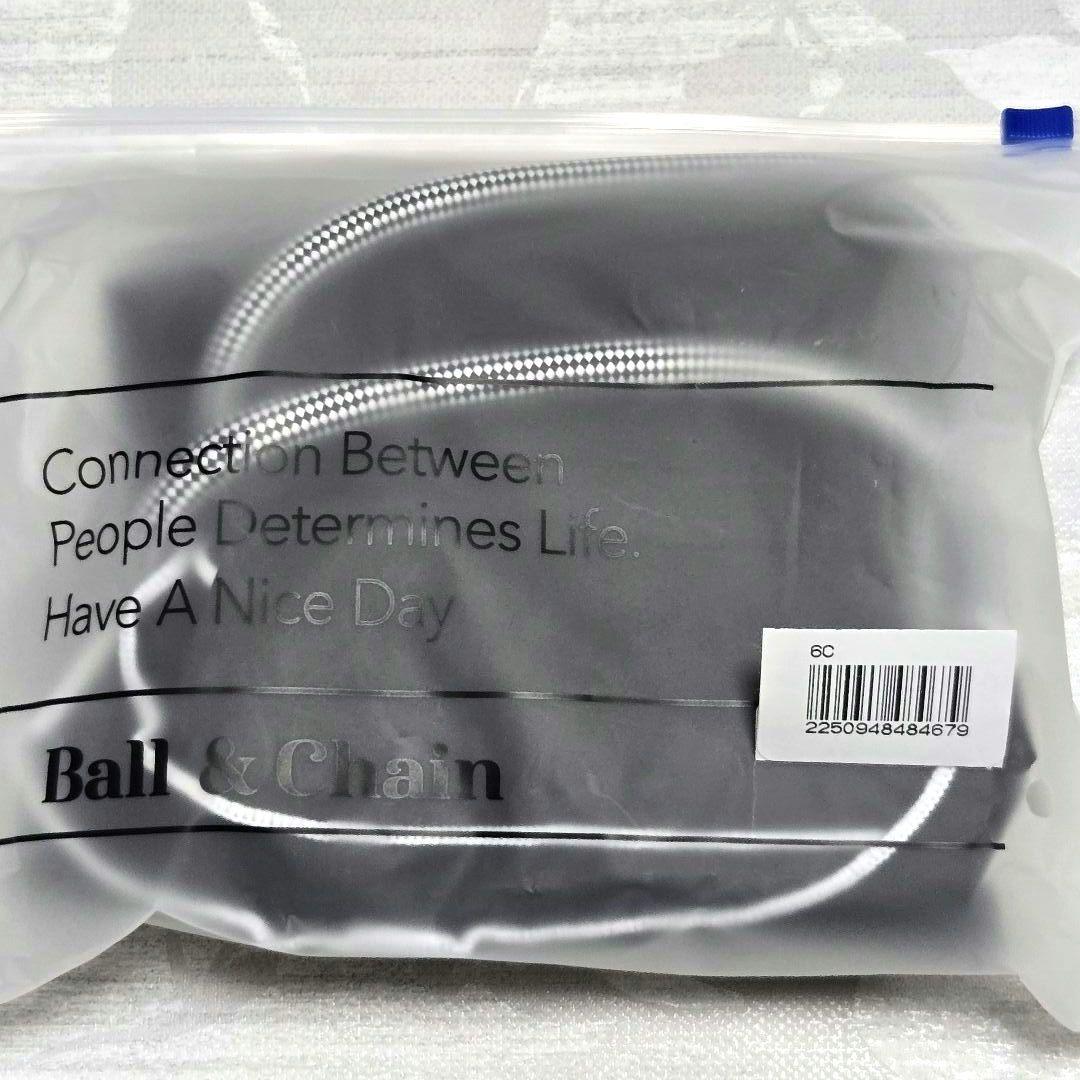 Connection Between
People Determines Life.
Have A Nice Day
6C
2250948484679
Ball & Chain